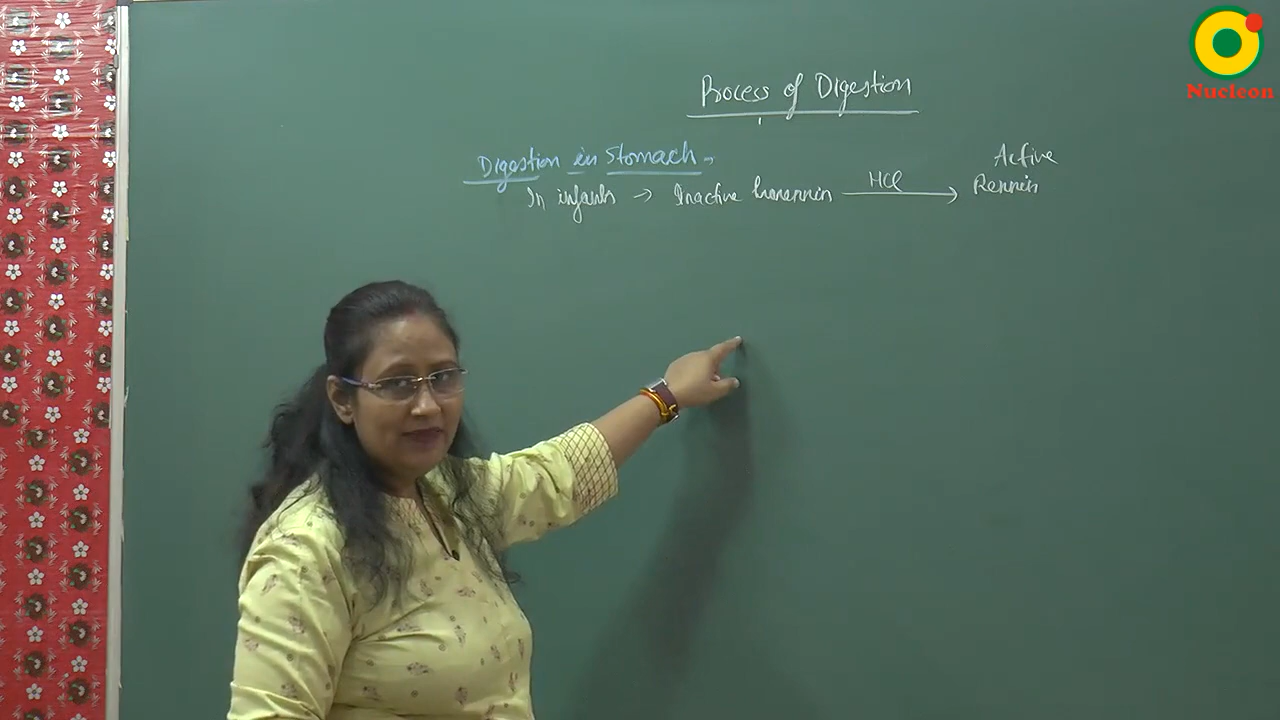 Nucleon
Process of Digestion
Digestion in Stomach -
Active
In infants → Inactive Prorennin HCl → Rennin